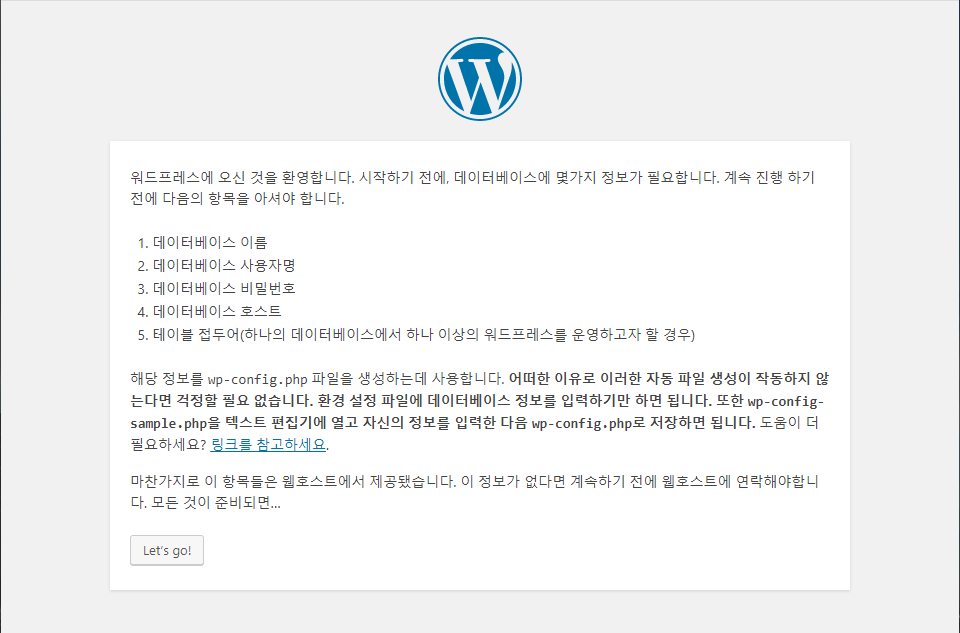 워드프레스에 오신 것을 환영합니다. 시작하기 전에, 데이터베이스에 몇가지 정보가 필요합니다. 계속 진행 하기
전에 다음의 항목을 아셔야 합니다.
1. 데이터베이스 이름
2. 데이터베이스 사용자명
3. 데이터베이스 비밀번호
4. 데이터베이스 호스트
5. 테이블 접두어(하나의 데이터베이스에서 하나 이상의 워드프레스를 운영하고자 할 경우)
해당 정보를 wp-config.php 파일을 생성하는데 사용합니다. 어떠한 이유로 이러한 자동 파일 생성이 작동하지 않
는다면 걱정할 필요 없습니다. 환경 설정 파일에 데이터베이스 정보를 입력하기만 하면 됩니다. 또한 wp-config-
sample.php을 텍스트 편집기에 열고 자신의 정보를 입력한 다음 wp-config.php로 저장하면 됩니다. 도움이 더
필요하세요? 링크를 참고하세요.
마찬가지로 이 항목들은 웹호스트에서 제공됐습니다. 이 정보가 없다면 계속하기 전에 웹호스트에 연락해야합니
다. 모든 것이 준비되면...
Let's go!